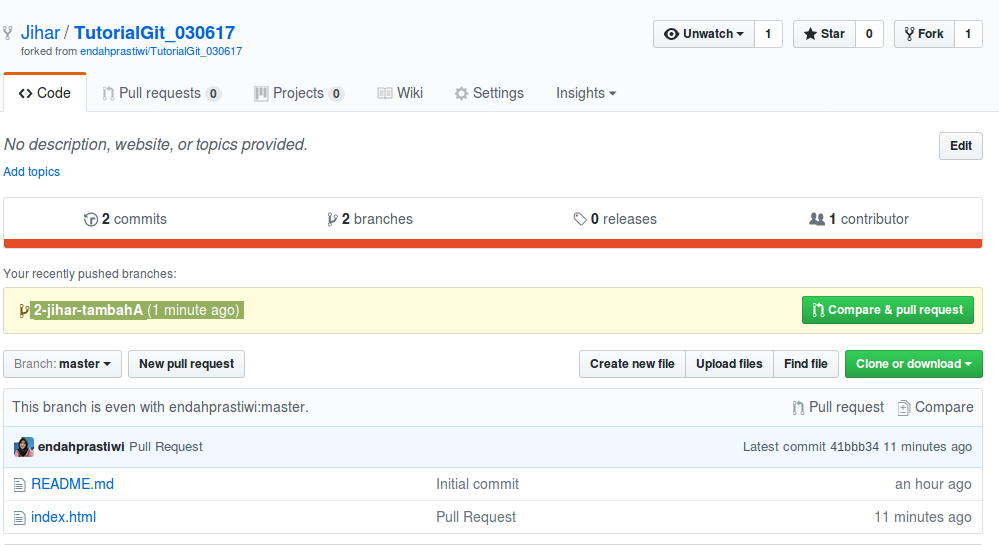 Jihar / TutorialGit_030617 Unwatch 1 Star 0 Fork 1
forked from endahprastiwi/TutorialGit_030617
Code Pull requests 0 Projects 0 Wiki Settings Insights
No description, website, or topics provided. Edit
Add topics
2 commits 2 branches 0 releases 1 contributor
Your recently pushed branches:
2-jihar-tambahA (1 minute ago) Compare & pull request
Branch: master New pull request Create new file Upload files Find file Clone or download
This branch is even with endahprastiwi:master. Pull request Compare
endahprastiwi Pull Request Latest commit 41bbb34 11 minutes ago
README.md Initial commit an hour ago
index.html Pull Request 11 minutes ago